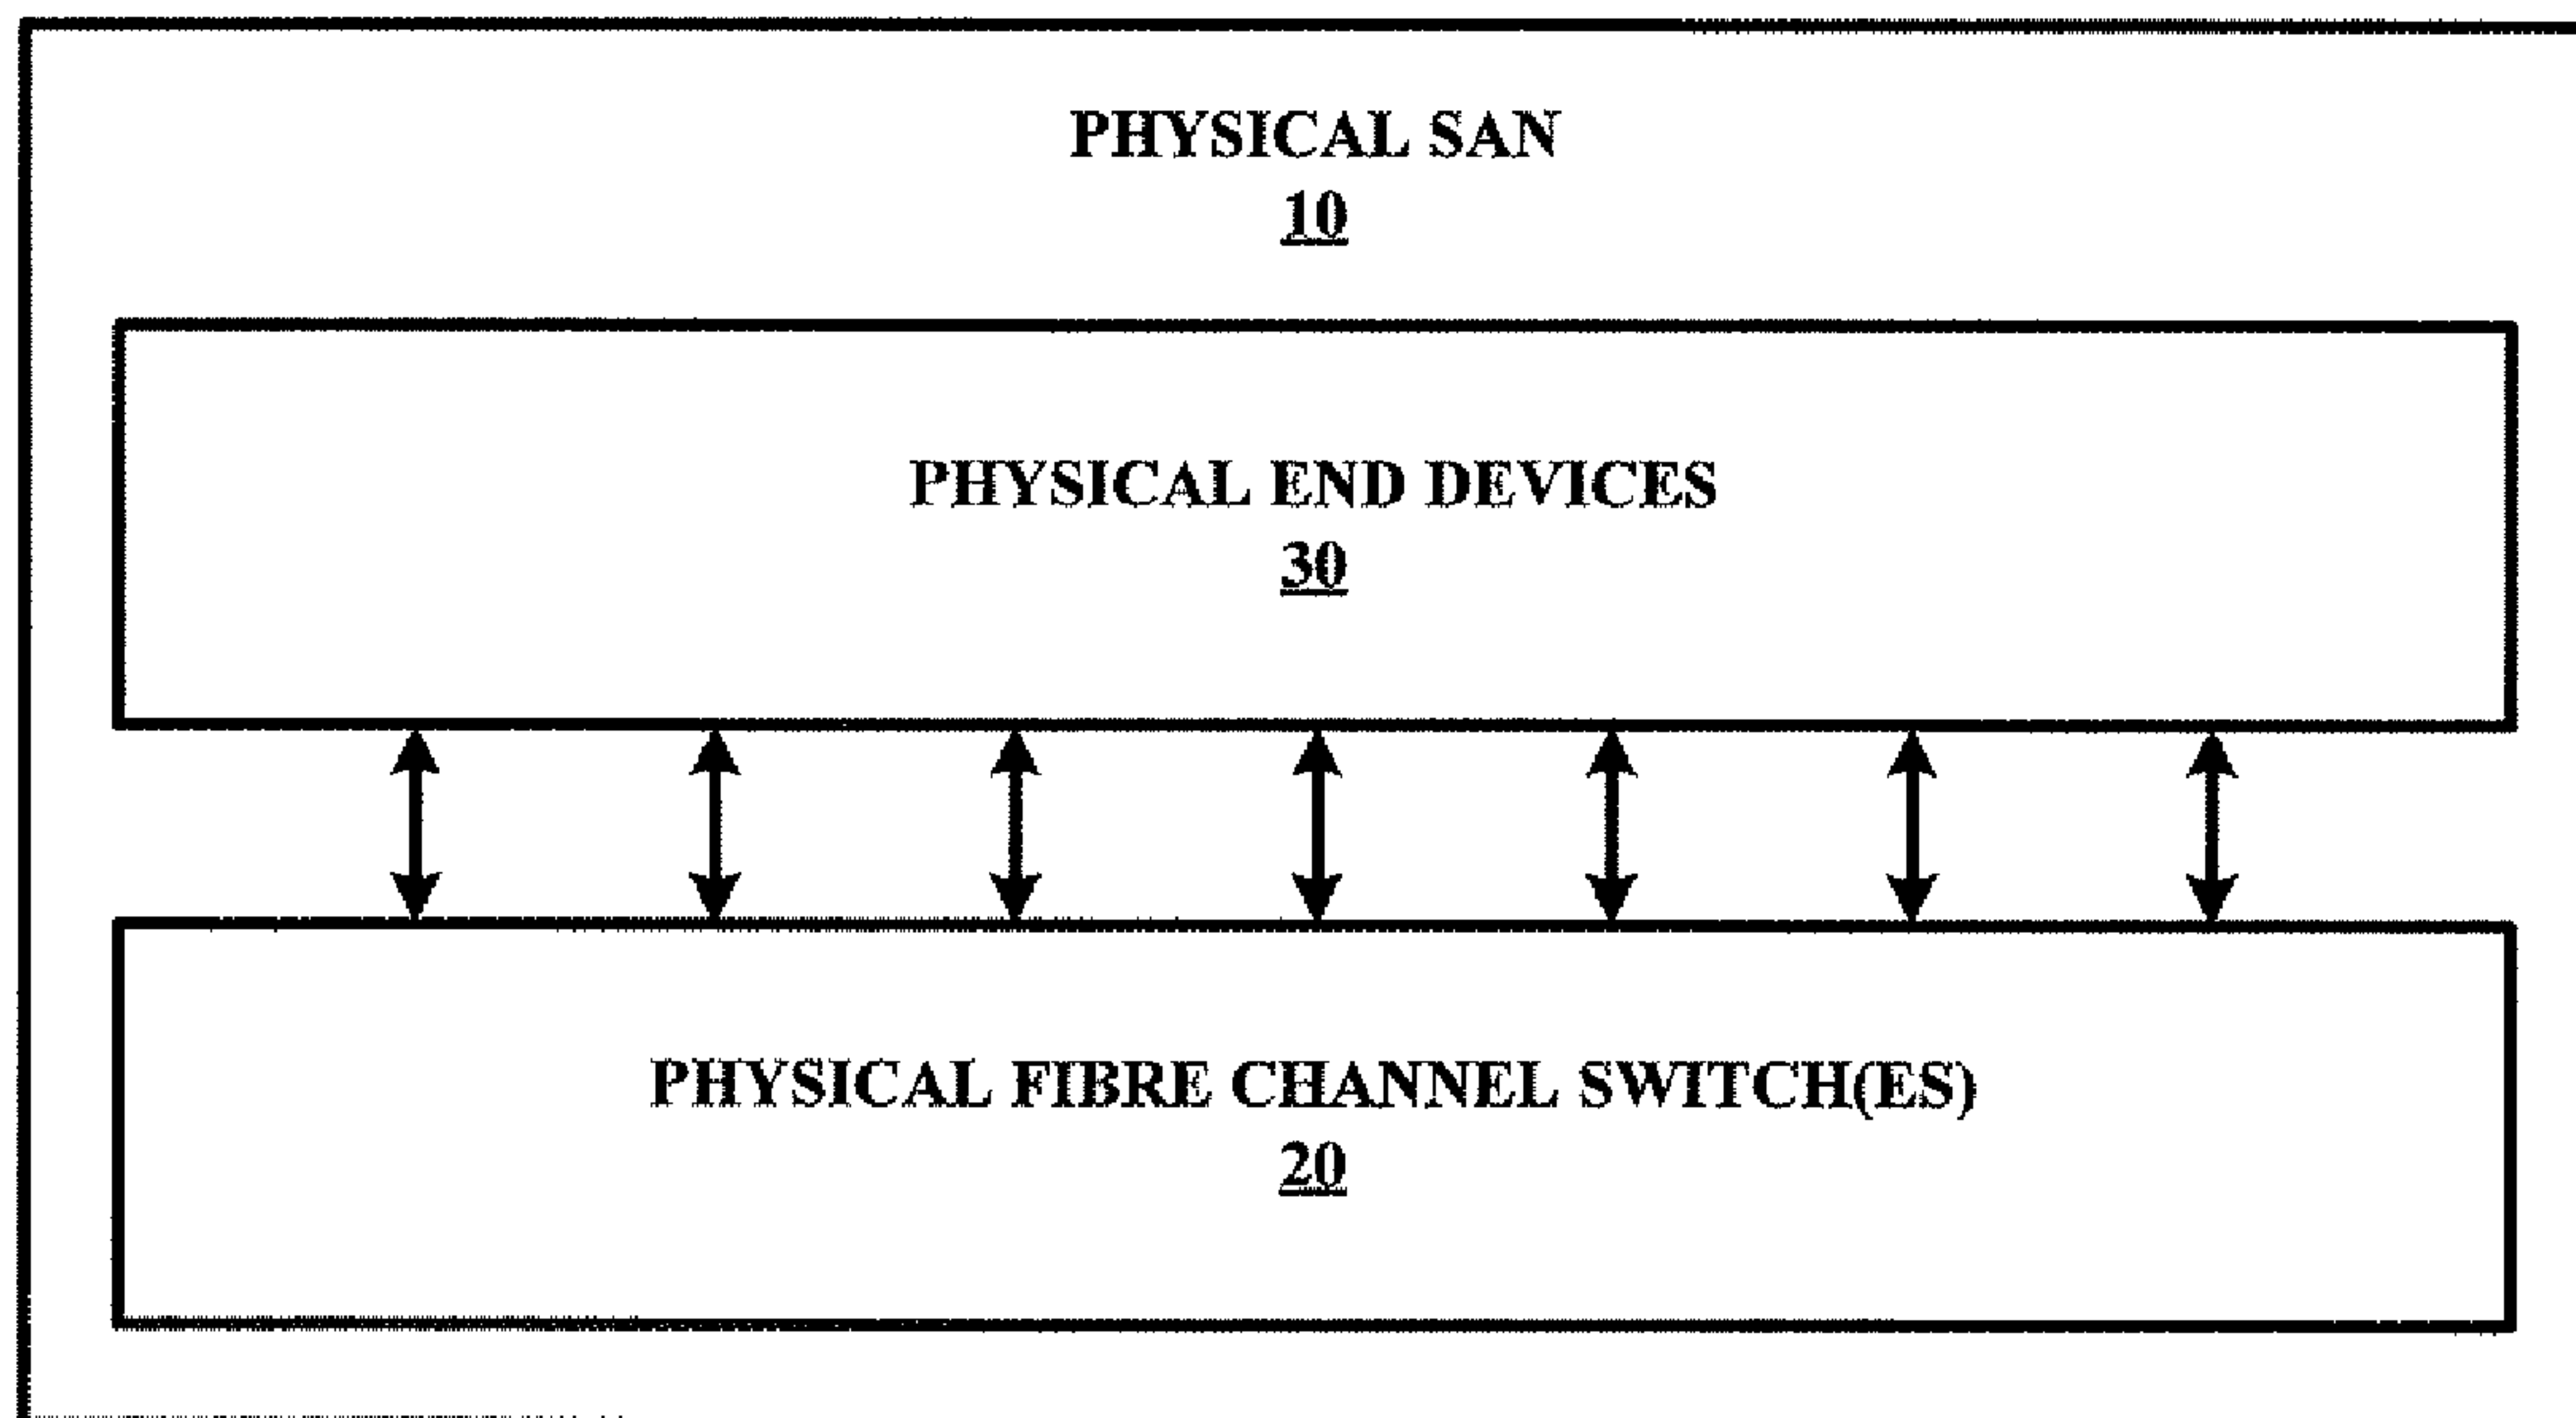 PHYSICAL SAN
10
PHYSICAL END DEVICES
30
PHYSICAL FIBRE CHANNEL SWITCH(ES)
20